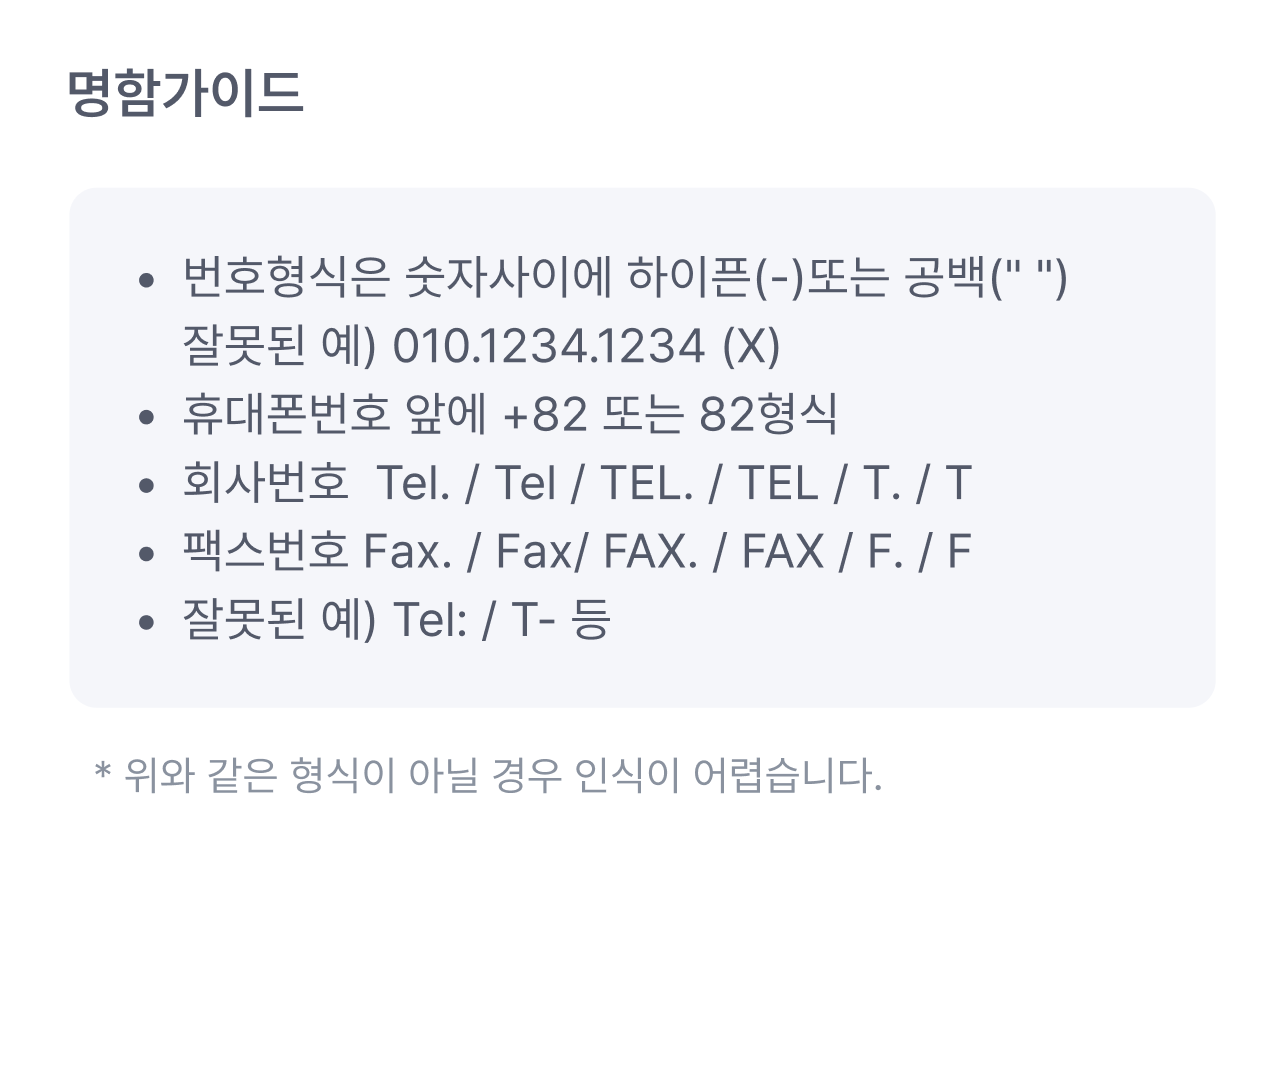 명함가이드
• 번호형식은 숫자사이에 하이픈(-)또는 공백(" ")
잘못된 예) 010.1234.1234 (X)
• 휴대폰번호 앞에 +82 또는 82형식
• 회사번호  Tel. / Tel / TEL. / TEL / T. / T
• 팩스번호 Fax. / Fax/ FAX. / FAX / F. / F
• 잘못된 예) Tel: / T- 등
* 위와 같은 형식이 아닐 경우 인식이 어렵습니다.